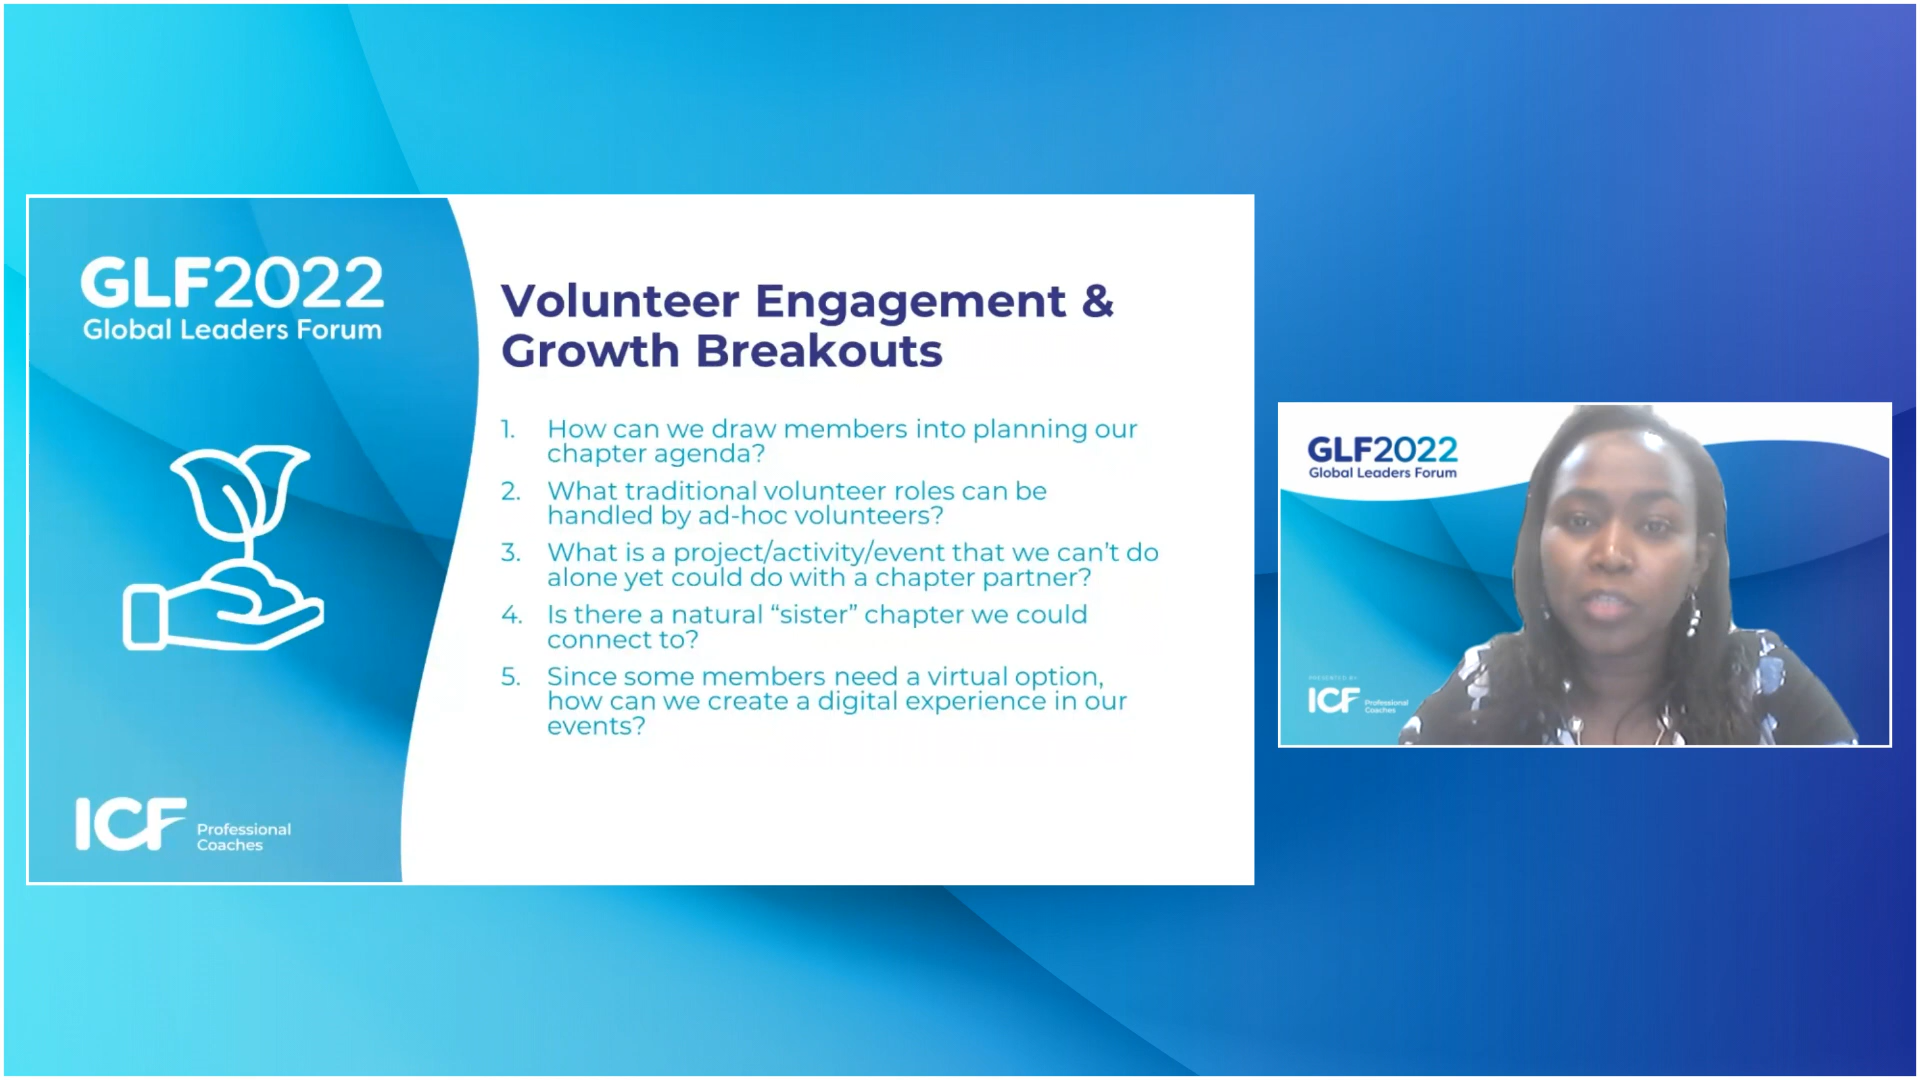 GLF2022
Global Leaders Forum
Volunteer Engagement &
Growth Breakouts
1. How can we draw members into planning our
chapter agenda?
2. What traditional volunteer roles can be
handled by ad-hoc volunteers?
3. What is a project/activity/event that we can't do
alone yet could do with a chapter partner?
4. Is there a natural “sister” chapter we could
connect to?
5. Since some members need a virtual option,
how can we create a digital experience in our
events?
ICF Professional
Coaches
GLF2022
Global Leaders Forum
PRESENTED BY
ICF Professional
Coaches